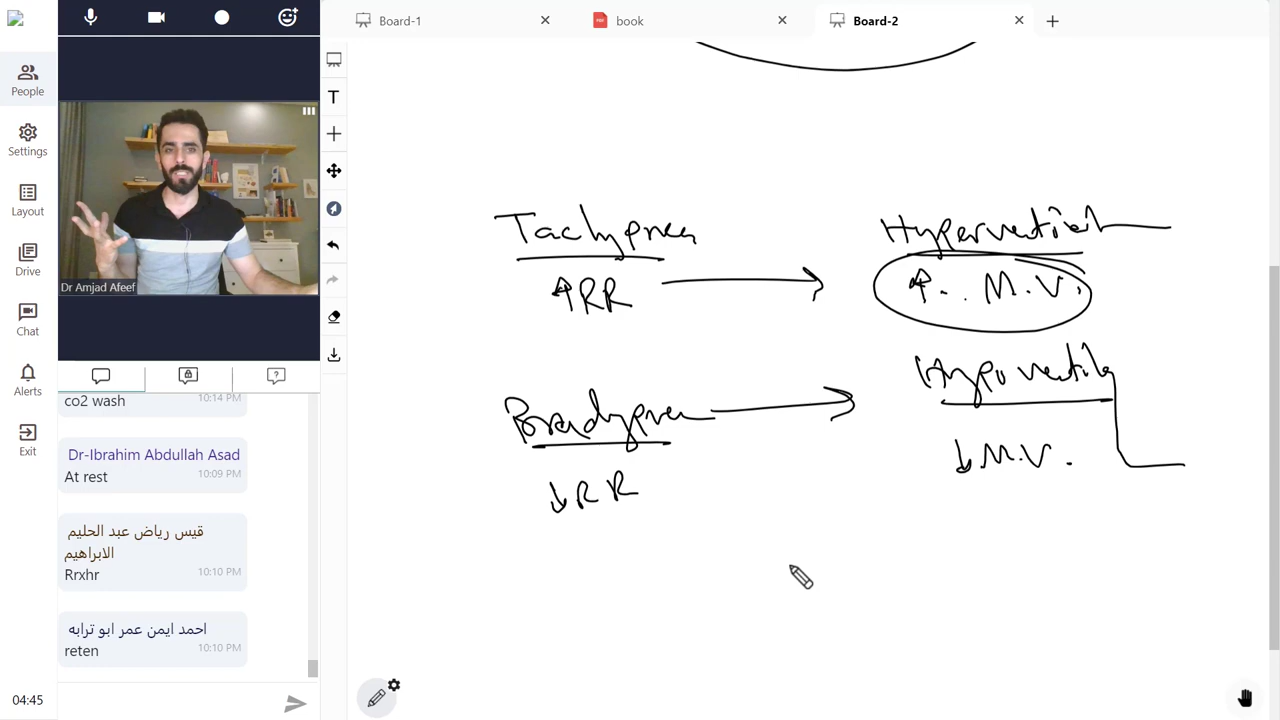 Board-1
book
Board-2
People
Settings
Layout
Drive
Chat
Alerts
Exit
04:45
T
Dr Amjad Afeef
co2 wash
10:14 PM
Dr-Ibrahim Abdullah Asad
At rest
10:09 PM
قيس رياض عبد الحليم
الابراهيم
Rrxhr
10:10 PM
احمد ايمن عمر ابو ترابه
reten
10:10 PM
Tachypnea
↑RR
↑. M.V.
Bradypnea
↓RR
↓M.V.